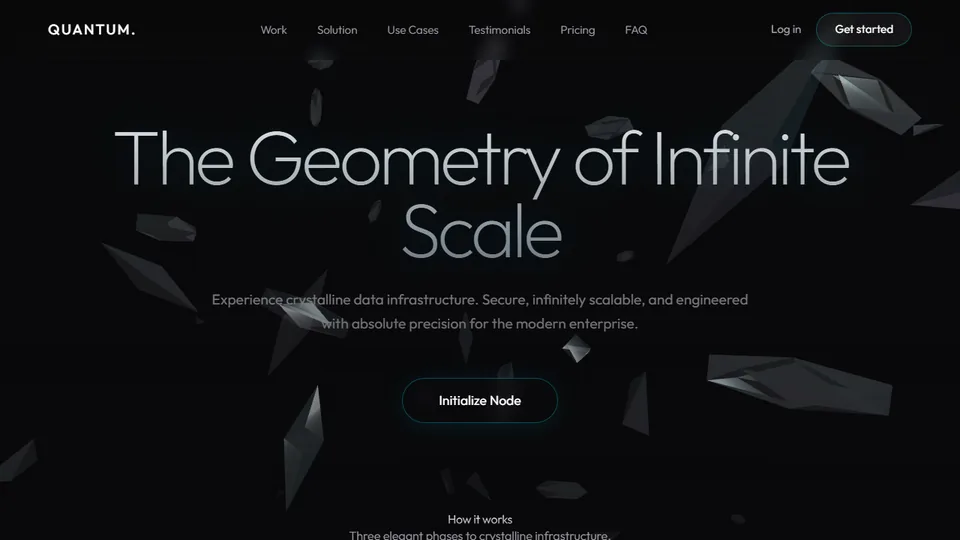 QUANTUM.
Work Solution Use Cases Testimonials Pricing FAQ
Log in Get started
The Geometry of Infinite
Scale
Experience crystalline data infrastructure. Secure, infinitely scalable, and engineered
with absolute precision for the modern enterprise.
Initialize Node
How it works
Three elegant phases to crystalline infrastructure.